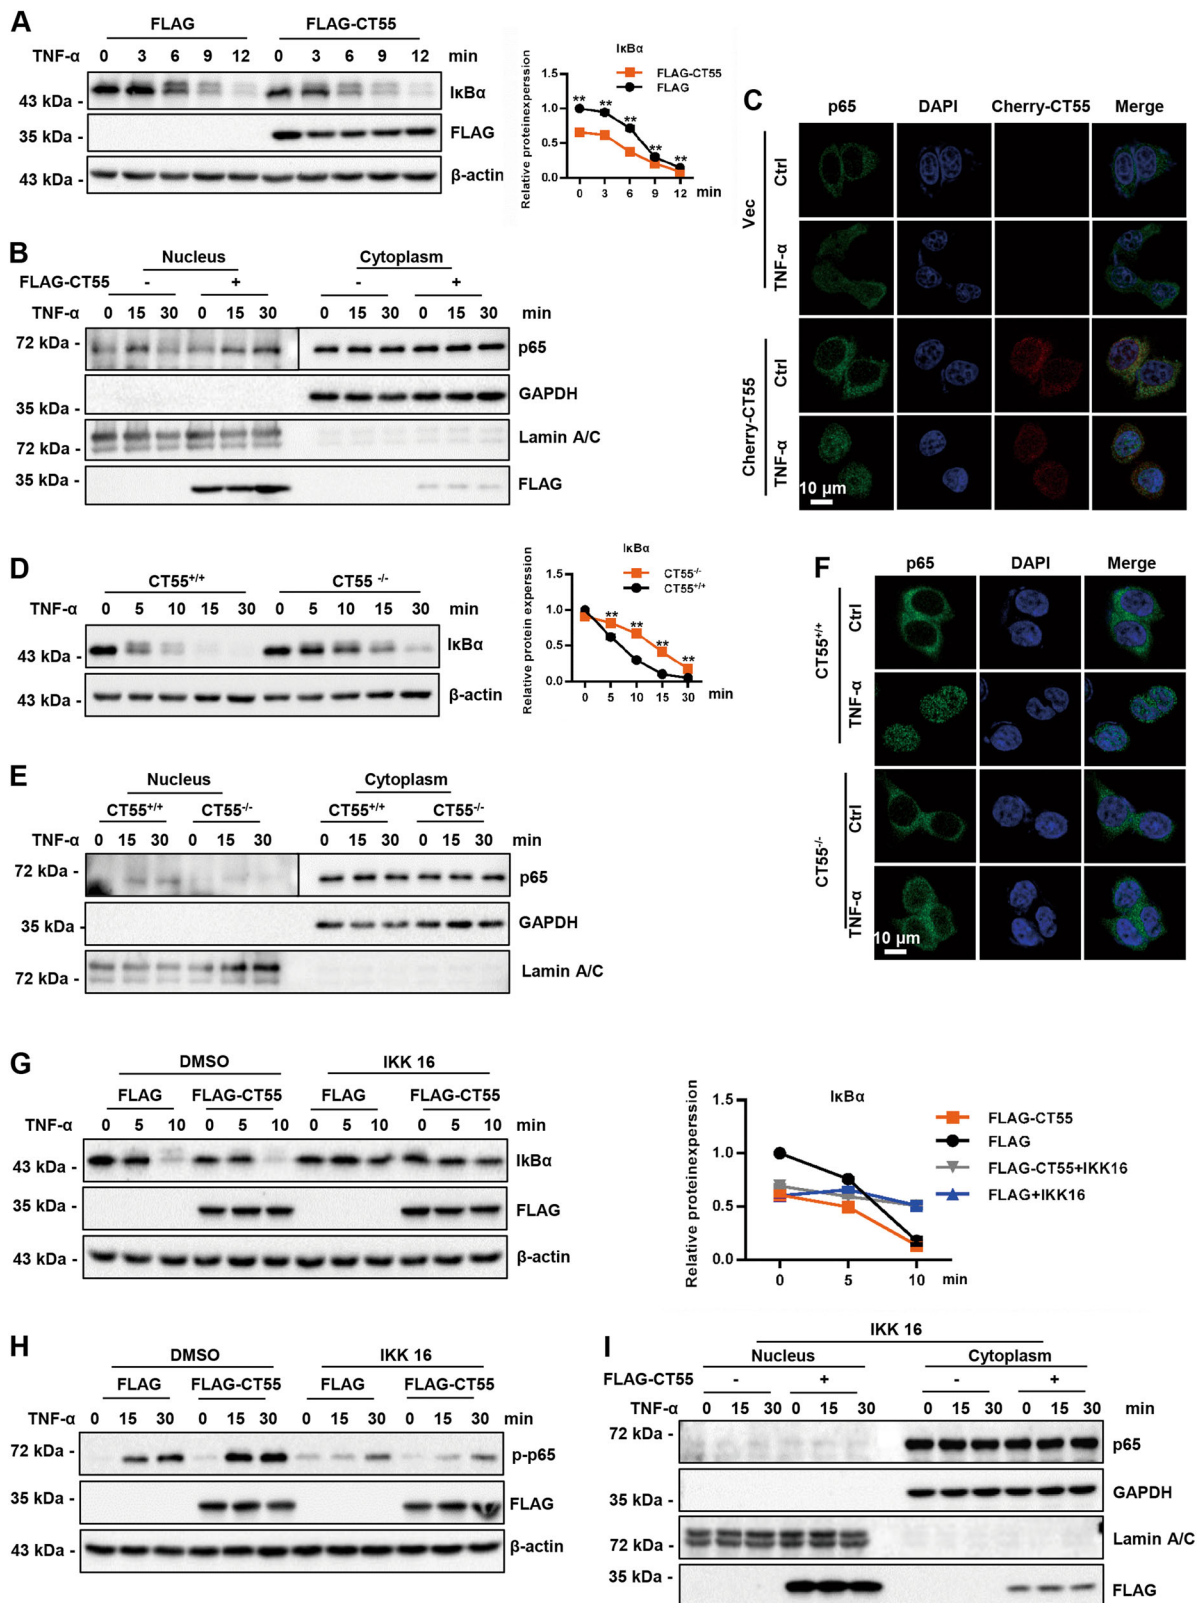 A
FLAG FLAG-CT55
TNF-α 0 3 6 9 12 0 3 6 9 12 min
43 kDa - IκBα
35 kDa - FLAG
43 kDa - β-actin
IκBα
FLAG-CT55
FLAG
Relative proteinexperssion
1.5
1.0
0.5
0.0
** ** ** ** **
0 3 6 9 12 min
B
Nucleus Cytoplasm
FLAG-CT55 - + - +
TNF-α 0 15 30 0 15 30 0 15 30 0 15 30 min
72 kDa - p65
35 kDa - GAPDH
72 kDa - Lamin A/C
35 kDa - FLAG
C
p65 DAPI Cherry-CT55 Merge
Vec
Ctrl
TNF-α
Cherry-CT55
Ctrl
TNF-α
10 μm
D
CT55+/+ CT55 -/-
TNF-α 0 5 10 15 30 0 5 10 15 30 min
43 kDa - IκBα
43 kDa - β-actin
IκBα
CT55-/-
CT55+/+
Relative protein experssion
1.5
1.0
0.5
0.0
** ** ** **
0 5 10 15 30 min
E
Nucleus Cytoplasm
CT55+/+ CT55-/- CT55+/+ CT55-/-
TNF-α 0 15 30 0 15 30 0 15 30 0 15 30 min
72 kDa - p65
35 kDa - GAPDH
72 kDa - Lamin A/C
F
p65 DAPI Merge
CT55+/+
Ctrl
TNF-α
CT55-/-
Ctrl
TNF-α
10 μm
G
DMSO IKK 16
FLAG FLAG-CT55 FLAG FLAG-CT55
TNF-α 0 5 10 0 5 10 0 5 10 0 5 10 min
43 kDa - IκBα
35 kDa - FLAG
43 kDa - β-actin
IκBα
Relative proteinexperssion
1.5
1.0
0.5
0.0
0 5 10 min
FLAG-CT55
FLAG
FLAG-CT55+IKK16
FLAG+IKK16
H
DMSO IKK 16
FLAG FLAG-CT55 FLAG FLAG-CT55
TNF-α 0 15 30 0 15 30 0 15 30 0 15 30 min
72 kDa - p-p65
35 kDa - FLAG
43 kDa - β-actin
I
IKK 16
Nucleus Cytoplasm
FLAG-CT55 - + - +
TNF-α 0 15 30 0 15 30 0 15 30 0 15 30 min
72 kDa - p65
35 kDa - GAPDH
72 kDa - Lamin A/C
35 kDa - FLAG